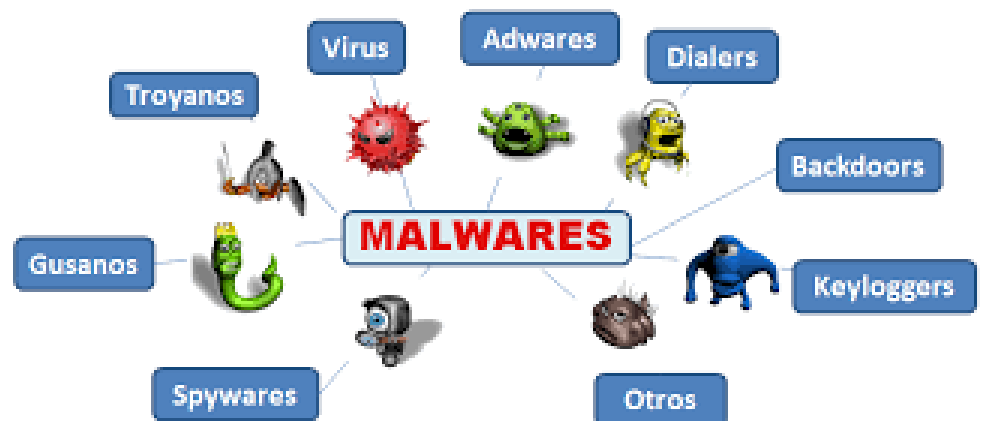 Virus
Adwares
Dialers
Troyanos
Backdoors
MALWARES
Gusanos
Keyloggers
Spywares
Otros